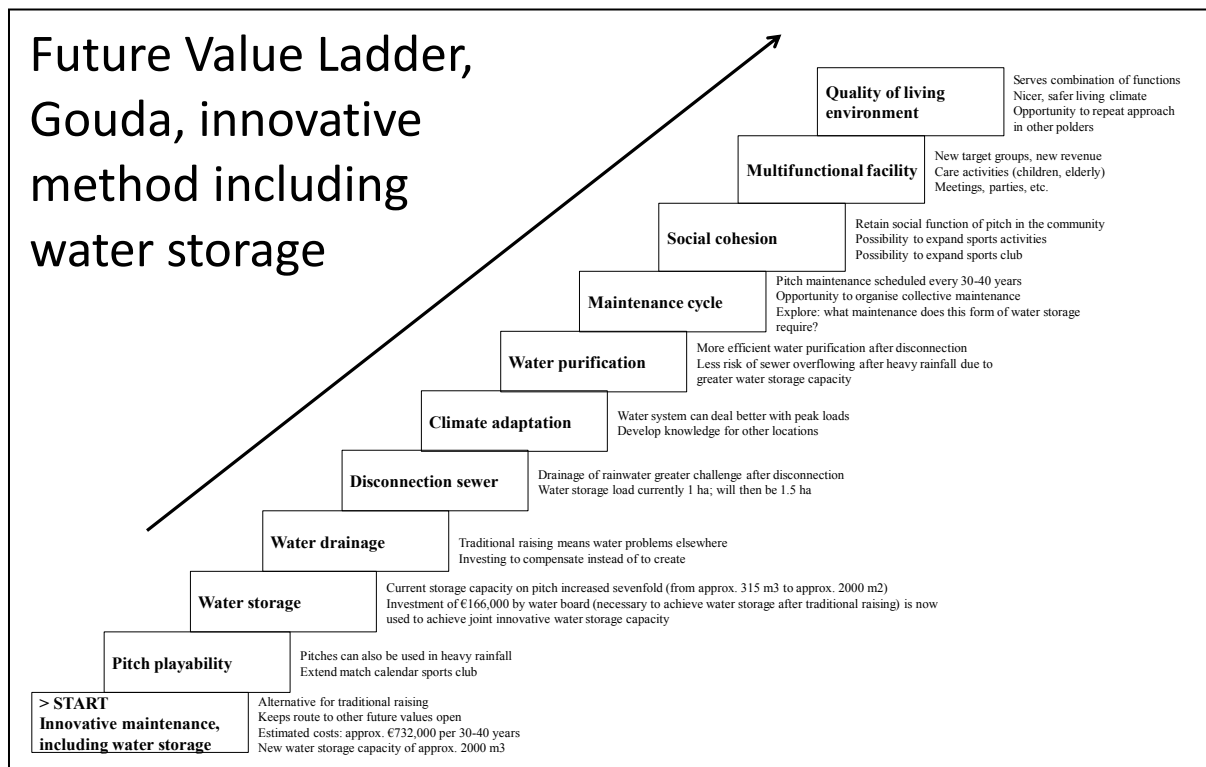 Future Value Ladder,
Gouda, innovative
method including
water storage
Quality of living
environment
Serves combination of functions
Nicer, safer living climate
Opportunity to repeat approach
in other polders
Multifunctional facility
New target groups, new revenue
Care activities (children, elderly)
Meetings, parties, etc.
Social cohesion
Retain social function of pitch in the community
Possibility to expand sports activities
Possibility to expand sports club
Maintenance cycle
Pitch maintenance scheduled every 30-40 years
Opportunity to organise collective maintenance
Explore: what maintenance does this form of water storage
require?
Water purification
More efficient water purification after disconnection
Less risk of sewer overflowing after heavy rainfall due to
greater water storage capacity
Climate adaptation
Water system can deal better with peak loads
Develop knowledge for other locations
Disconnection sewer
Drainage of rainwater greater challenge after disconnection
Water storage load currently 1 ha; will then be 1.5 ha
Water drainage
Traditional raising means water problems elsewhere
Investing to compensate instead of to create
Water storage
Current storage capacity on pitch increased sevenfold (from approx. 315 m3 to approx. 2000 m2)
Investment of €166,000 by water board (necessary to achieve water storage after traditional raising) is now
used to achieve joint innovative water storage capacity
Pitch playability
Pitches can also be used in heavy rainfall
Extend match calendar sports club
> START
Innovative maintenance,
including water storage
Alternative for traditional raising
Keeps route to other future values open
Estimated costs: approx. €732,000 per 30-40 years
New water storage capacity of approx. 2000 m3